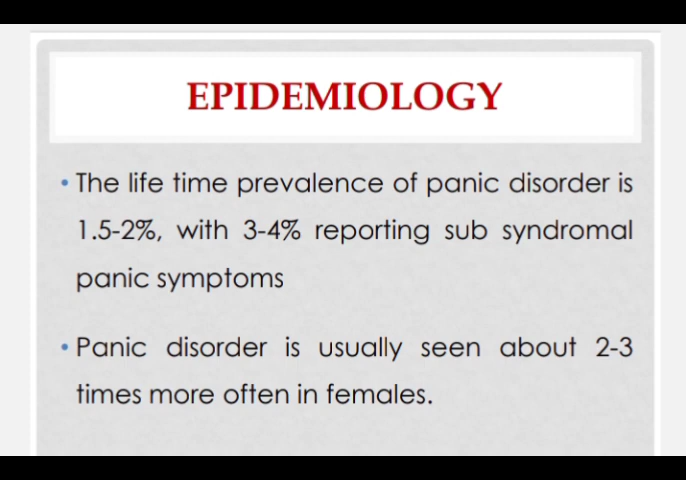 EPIDEMIOLOGY
• The life time prevalence of panic disorder is
1.5-2%, with 3-4% reporting sub syndromal
panic symptoms
• Panic disorder is usually seen about 2-3
times more often in females.